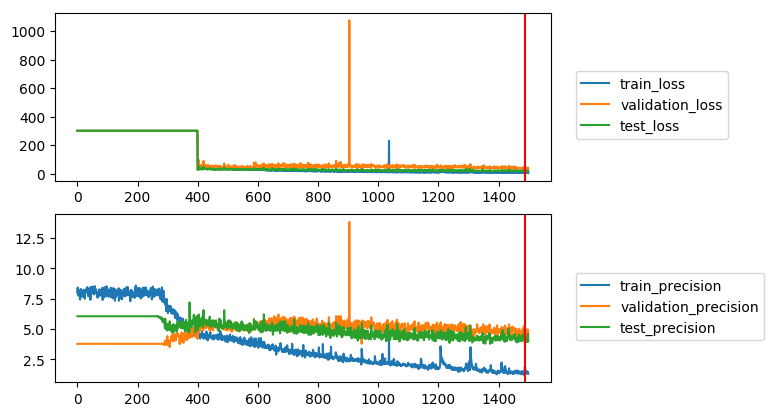 1000
800
600
400
200
0
0 200 400 600 800 1000 1200 1400
train_loss
validation_loss
test_loss
12.5
10.0
7.5
5.0
2.5
0 200 400 600 800 1000 1200 1400
train_precision
validation_precision
test_precision